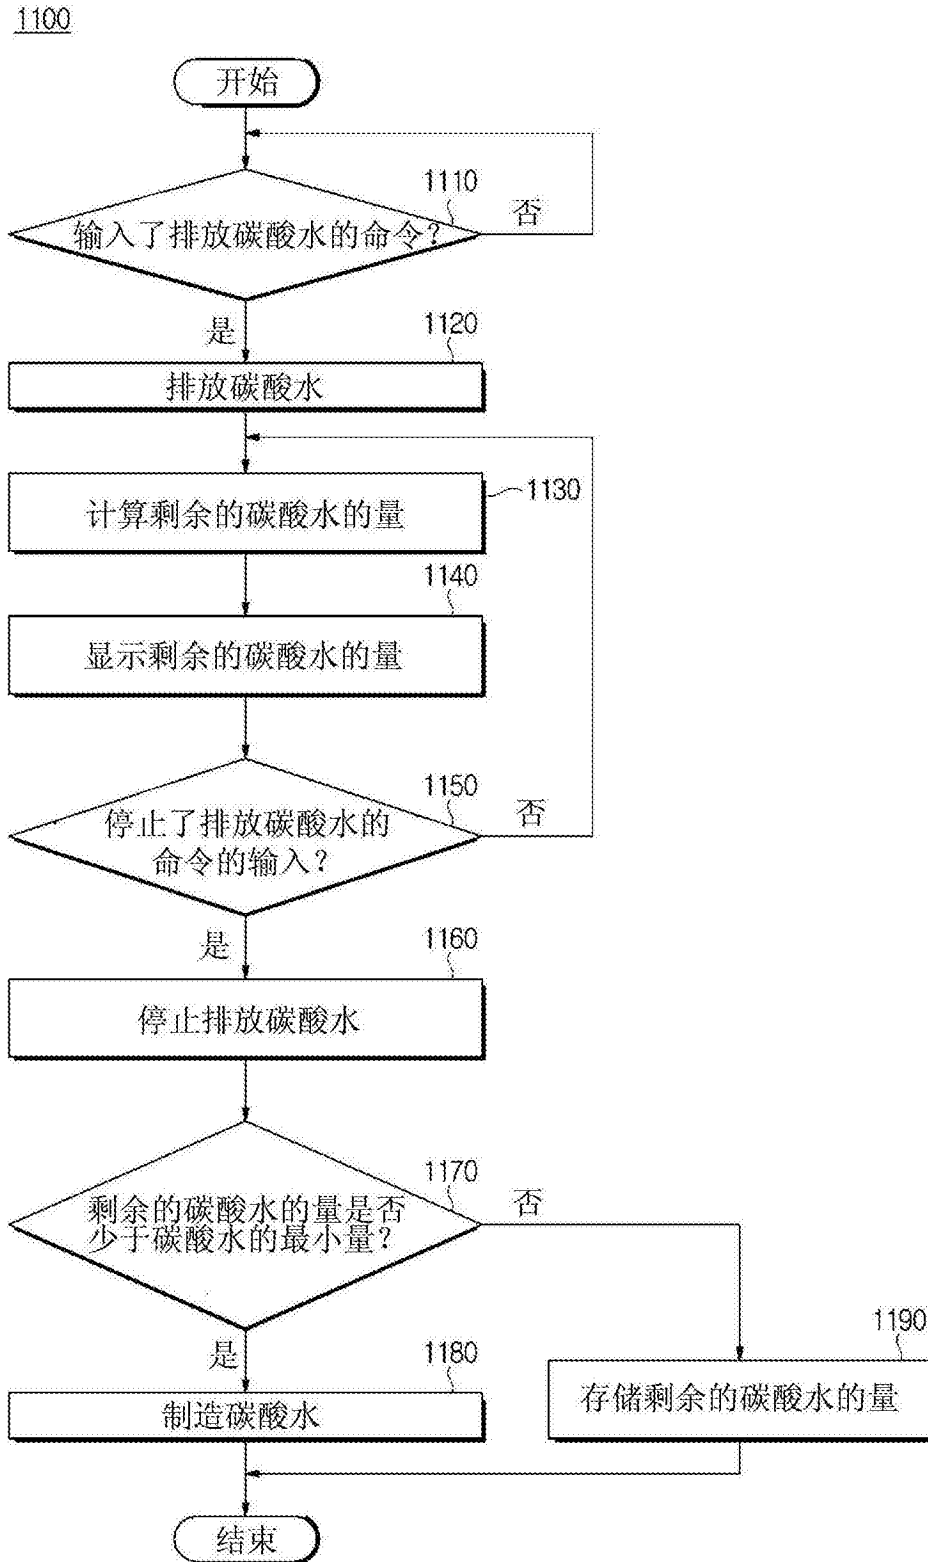 1100
开始
1110
否
输入了排放碳酸水的命令？
是
1120
排放碳酸水
计算剩余的碳酸水的量
1130
1140
显示剩余的碳酸水的量
1150
否
停止了排放碳酸水的
命令的输入？
是
1160
停止排放碳酸水
1170
否
剩余的碳酸水的量是否
少于碳酸水的最小量？
是
1180
制造碳酸水
1190
存储剩余的碳酸水的量
结束